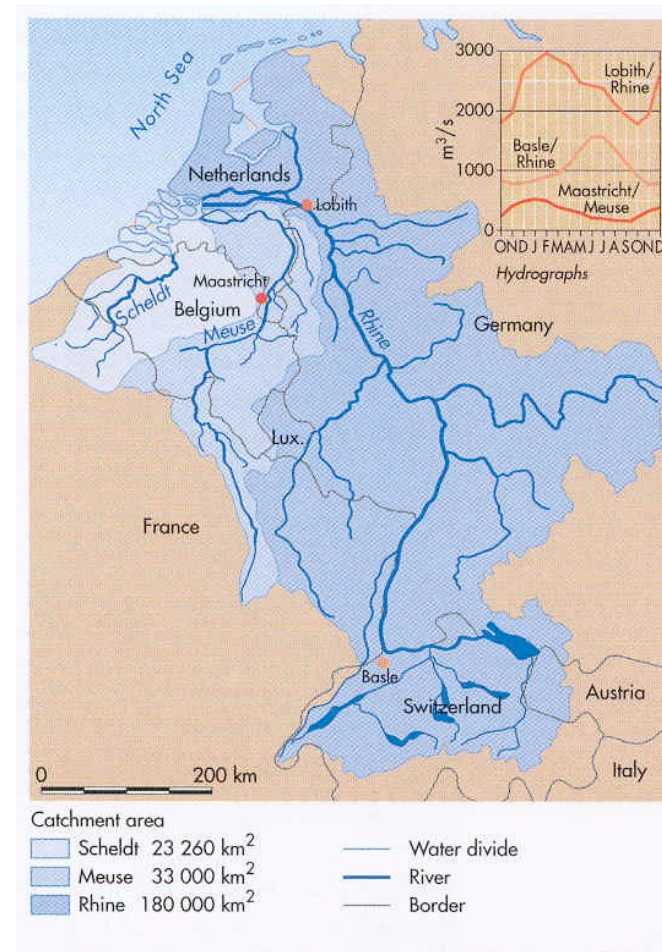 North Sea
Netherlands
Lobith
Maastricht
Scheldt
Belgium
Meuse
Rhine
Germany
Lux.
France
Basle
Switzerland
Austria
Italy
3000
2000
1000
0
m³/s
Lobith/
Rhine
Basle/
Rhine
Maastricht/
Meuse
O N D J F M A M J J A S O N D
Hydrographs
0 200 km
Catchment area
Scheldt 23 260 km²
Meuse 33 000 km²
Rhine 180 000 km²
Water divide
River
Border